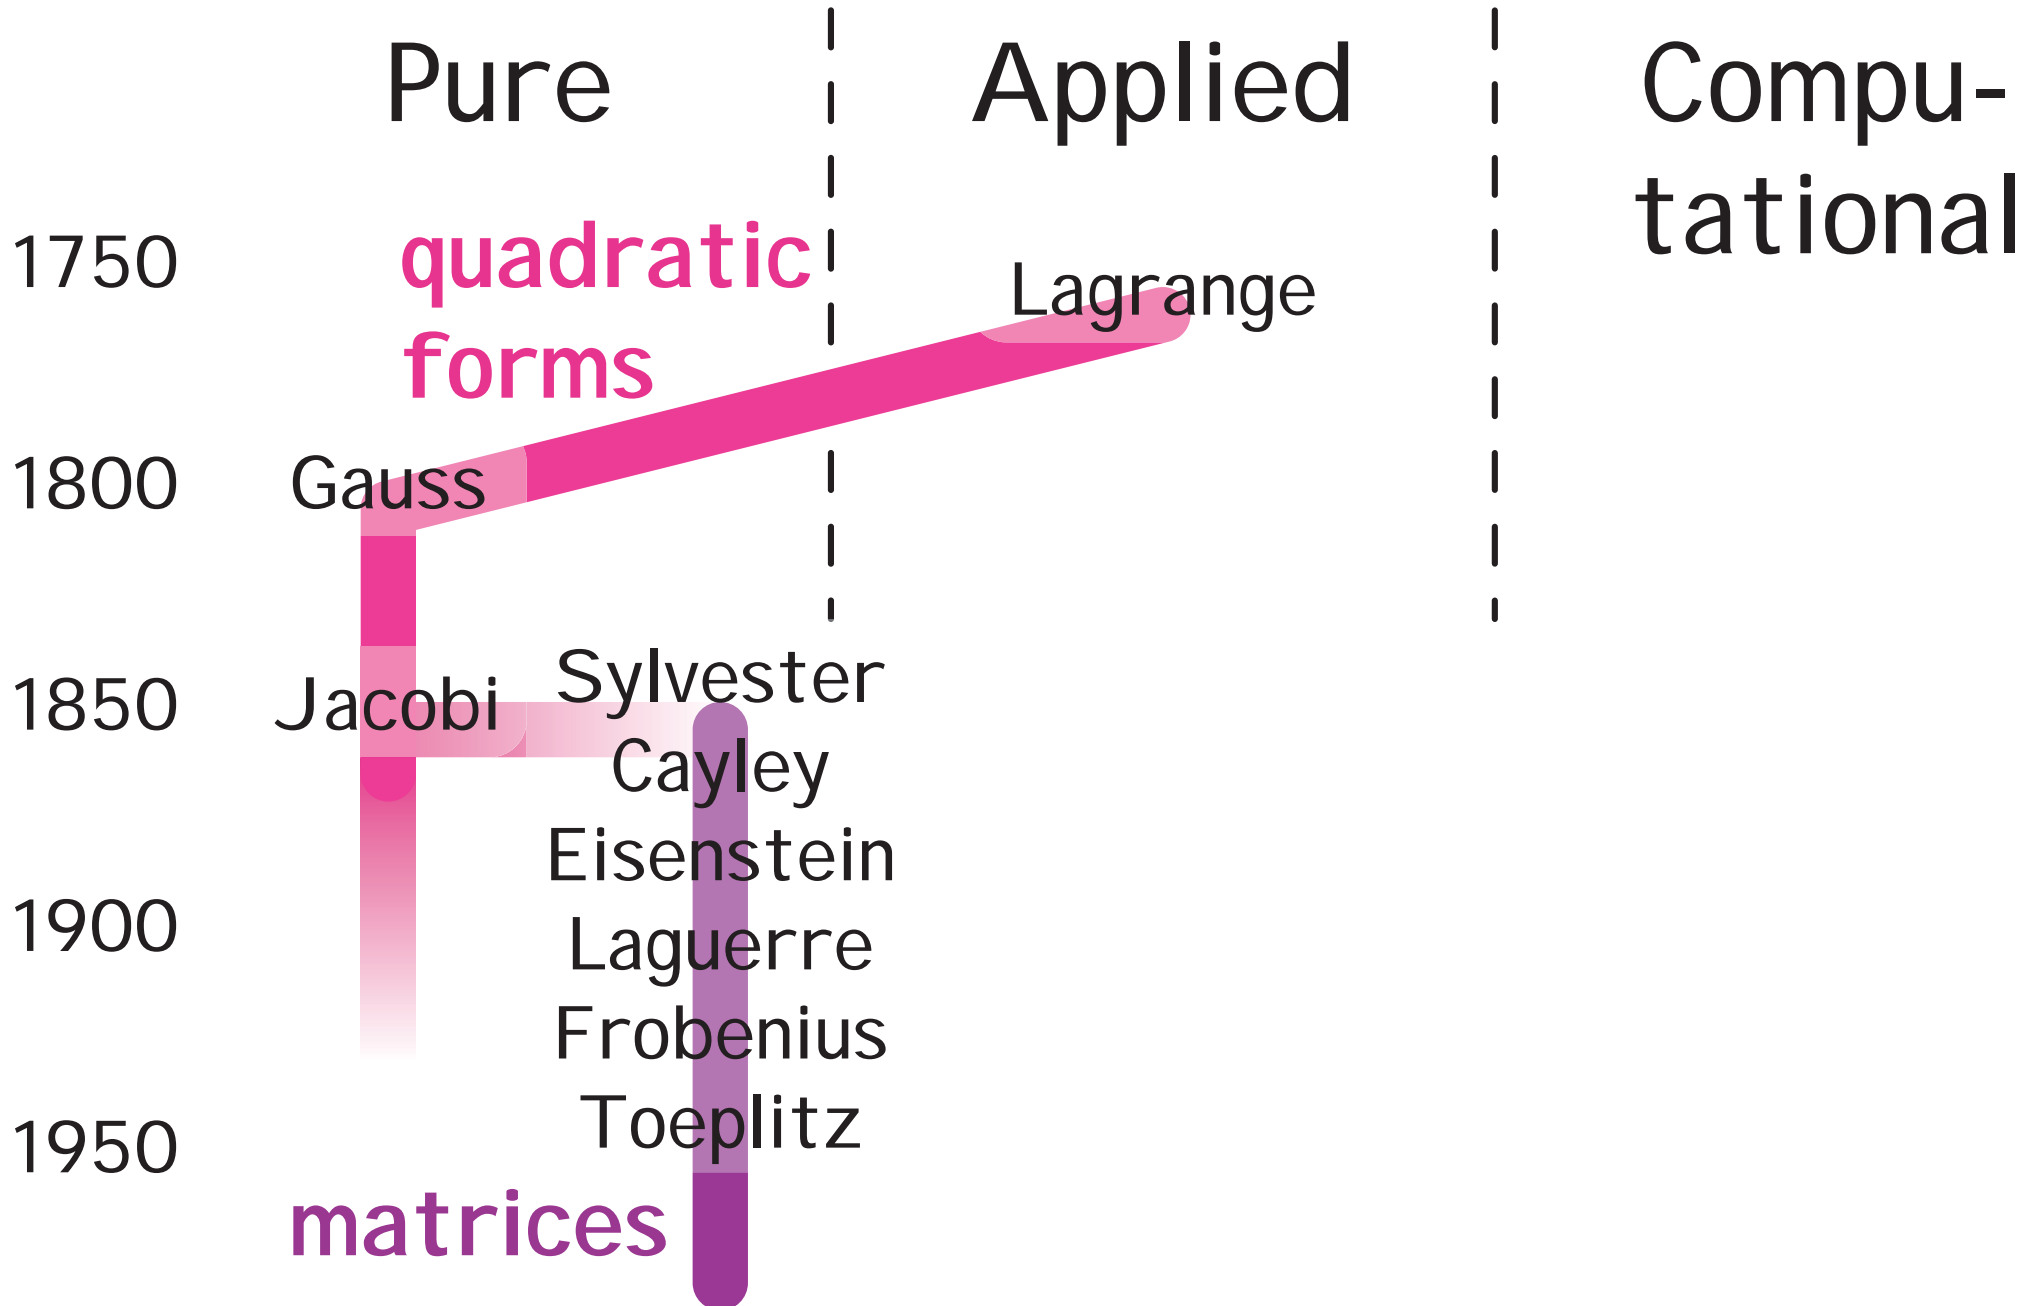 Pure Applied Compu-
tational
1750 quadratic Lagrange
forms
1800 Gauss
Sylvester
1850 Jacobi
Cayley
Eisenstein
1900 Laguerre
Frobenius
1950 Toeplitz
matrices